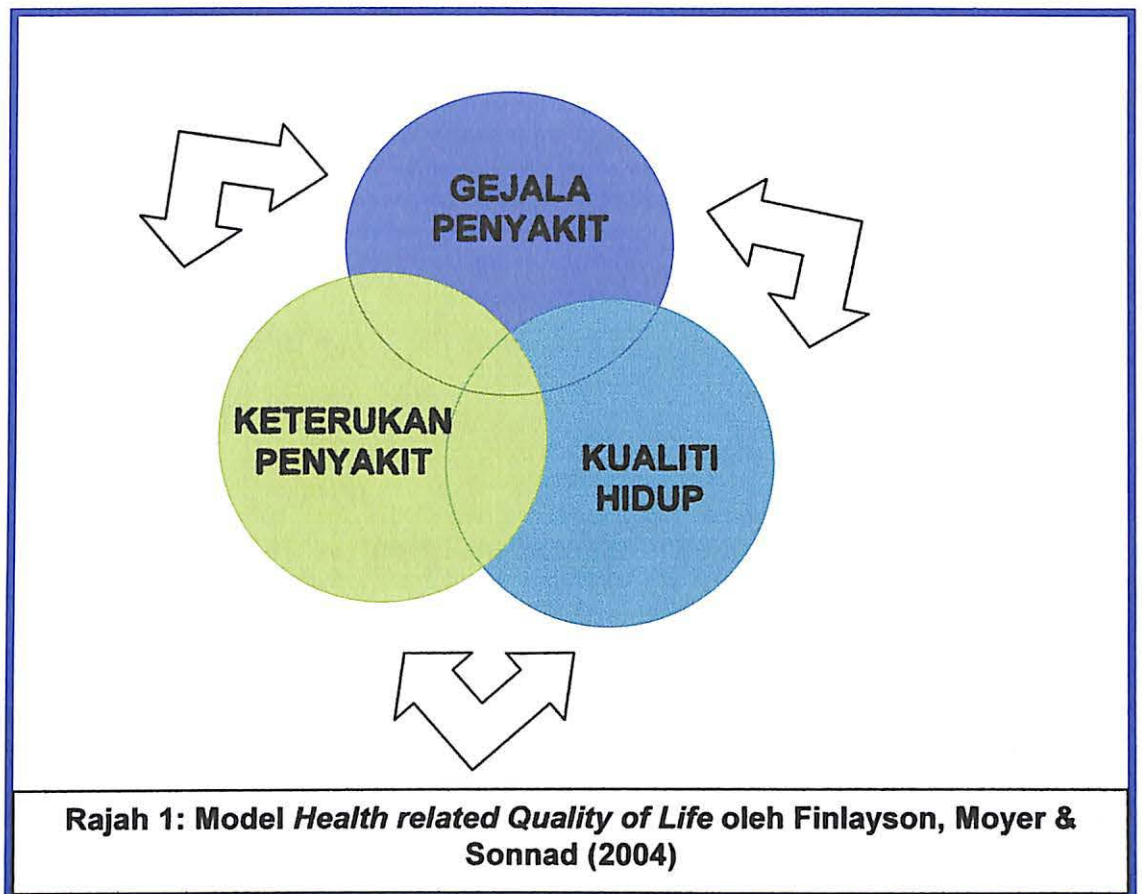 GEJALA
PENYAKIT
KETERUKAN
PENYAKIT
KUALITI
HIDUP
Rajah 1: Model Health related Quality of Life oleh Finlayson, Moyer &
Sonnad (2004)